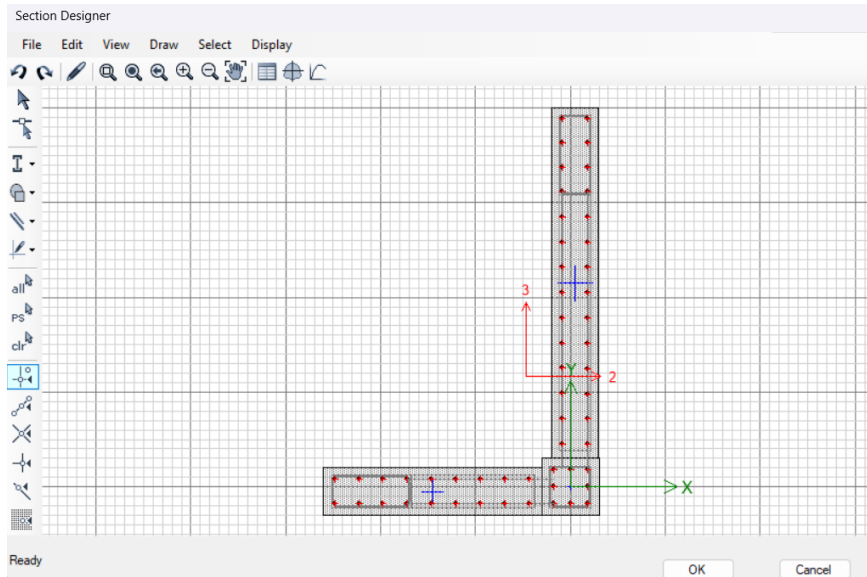 Section Designer
File Edit View Draw Select Display
all
PS
clr
3
2
Y
X
Ready
OK Cancel